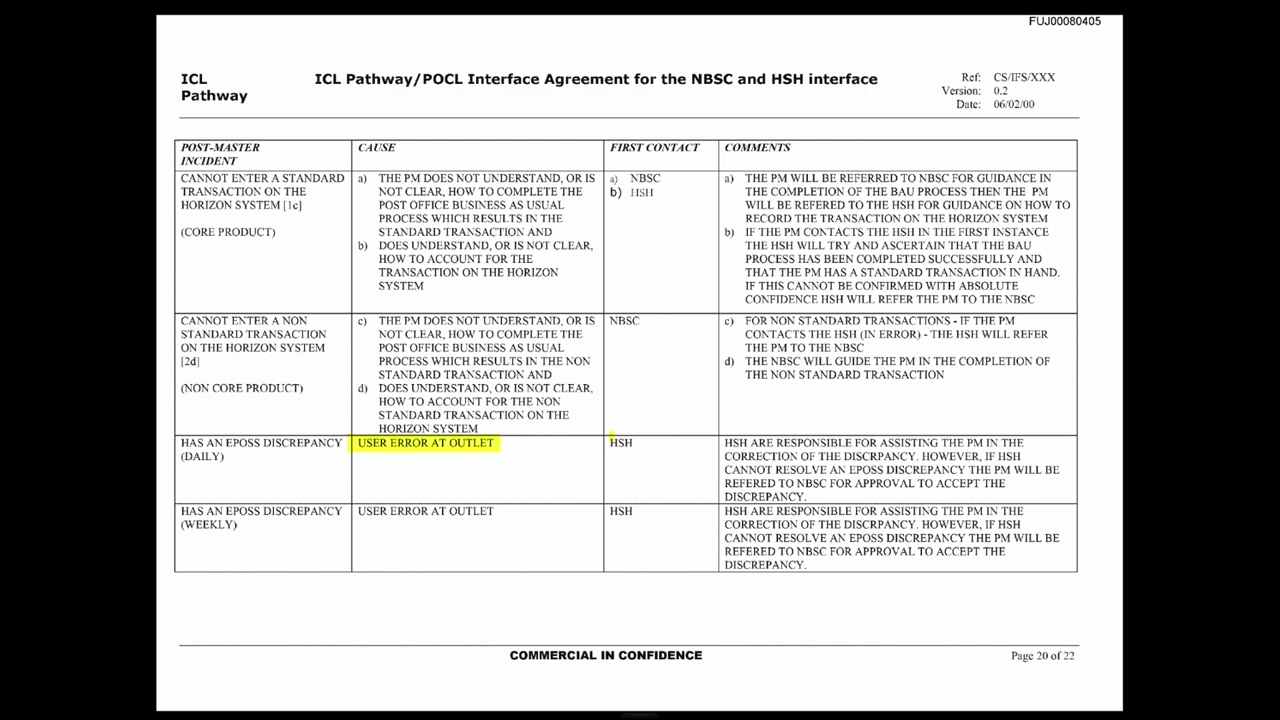 FUJ00080405
ICL Pathway
ICL Pathway/POCL Interface Agreement for the NBSC and HSH interface
Ref: CS/IFS/XXX
Version: 0.2
Date: 06/02/00
POST-MASTER INCIDENT
CAUSE
FIRST CONTACT
COMMENTS
CANNOT ENTER A STANDARD
TRANSACTION ON THE
HORIZON SYSTEM [1c]
(CORE PRODUCT)
a) THE PM DOES NOT UNDERSTAND, OR IS
NOT CLEAR, HOW TO COMPLETE THE
POST OFFICE BUSINESS AS USUAL
PROCESS WHICH RESULTS IN THE
STANDARD TRANSACTION AND
b) DOES UNDERSTAND, OR IS NOT CLEAR,
HOW TO ACCOUNT FOR THE
TRANSACTION ON THE HORIZON
SYSTEM
a) NBSC
b) HSH
a) THE PM WILL BE REFERRED TO NBSC FOR GUIDANCE IN
THE COMPLETION OF THE BAU PROCESS THEN THE PM
WILL BE REFERED TO THE HSH FOR GUIDANCE ON HOW TO
RECORD THE TRANSACTION ON THE HORIZON SYSTEM
b) IF THE PM CONTACTS THE HSH IN THE FIRST INSTANCE
THE HSH WILL TRY AND ASCERTAIN THAT THE BAU
PROCESS HAS BEEN COMPLETED SUCCESSFULLY AND
THAT THE PM HAS A STANDARD TRANSACTION IN HAND.
IF THIS CANNOT BE CONFIRMED WITH ABSOLUTE
CONFIDENCE HSH WILL REFER THE PM TO THE NBSC
CANNOT ENTER A NON
STANDARD TRANSACTION
ON THE HORIZON SYSTEM
[2d]
(NON CORE PRODUCT)
c) THE PM DOES NOT UNDERSTAND, OR IS
NOT CLEAR, HOW TO COMPLETE THE
POST OFFICE BUSINESS AS USUAL
PROCESS WHICH RESULTS IN THE NON
STANDARD TRANSACTION AND
d) DOES UNDERSTAND, OR IS NOT CLEAR,
HOW TO ACCOUNT FOR THE NON
STANDARD TRANSACTION ON THE
HORIZON SYSTEM
NBSC
c) FOR NON STANDARD TRANSACTIONS - IF THE PM
CONTACTS THE HSH (IN ERROR) - THE HSH WILL REFER
THE PM TO THE NBSC
d) THE NBSC WILL GUIDE THE PM IN THE COMPLETION OF
THE NON STANDARD TRANSACTION
HAS AN EPOSS DISCREPANCY
(DAILY)
USER ERROR AT OUTLET
HSH
HSH ARE RESPONSIBLE FOR ASSISTING THE PM IN THE
CORRECTION OF THE DISCRPANCY. HOWEVER, IF HSH
CANNOT RESOLVE AN EPOSS DISCREPANCY THE PM WILL BE
REFERED TO NBSC FOR APPROVAL TO ACCEPT THE
DISCREPANCY.
HAS AN EPOSS DISCREPANCY
(WEEKLY)
USER ERROR AT OUTLET
HSH
HSH ARE RESPONSIBLE FOR ASSISTING THE PM IN THE
CORRECTION OF THE DISCRPANCY. HOWEVER, IF HSH
CANNOT RESOLVE AN EPOSS DISCREPANCY THE PM WILL BE
REFERED TO NBSC FOR APPROVAL TO ACCEPT THE
DISCREPANCY.
COMMERCIAL IN CONFIDENCE
Page 20 of 22